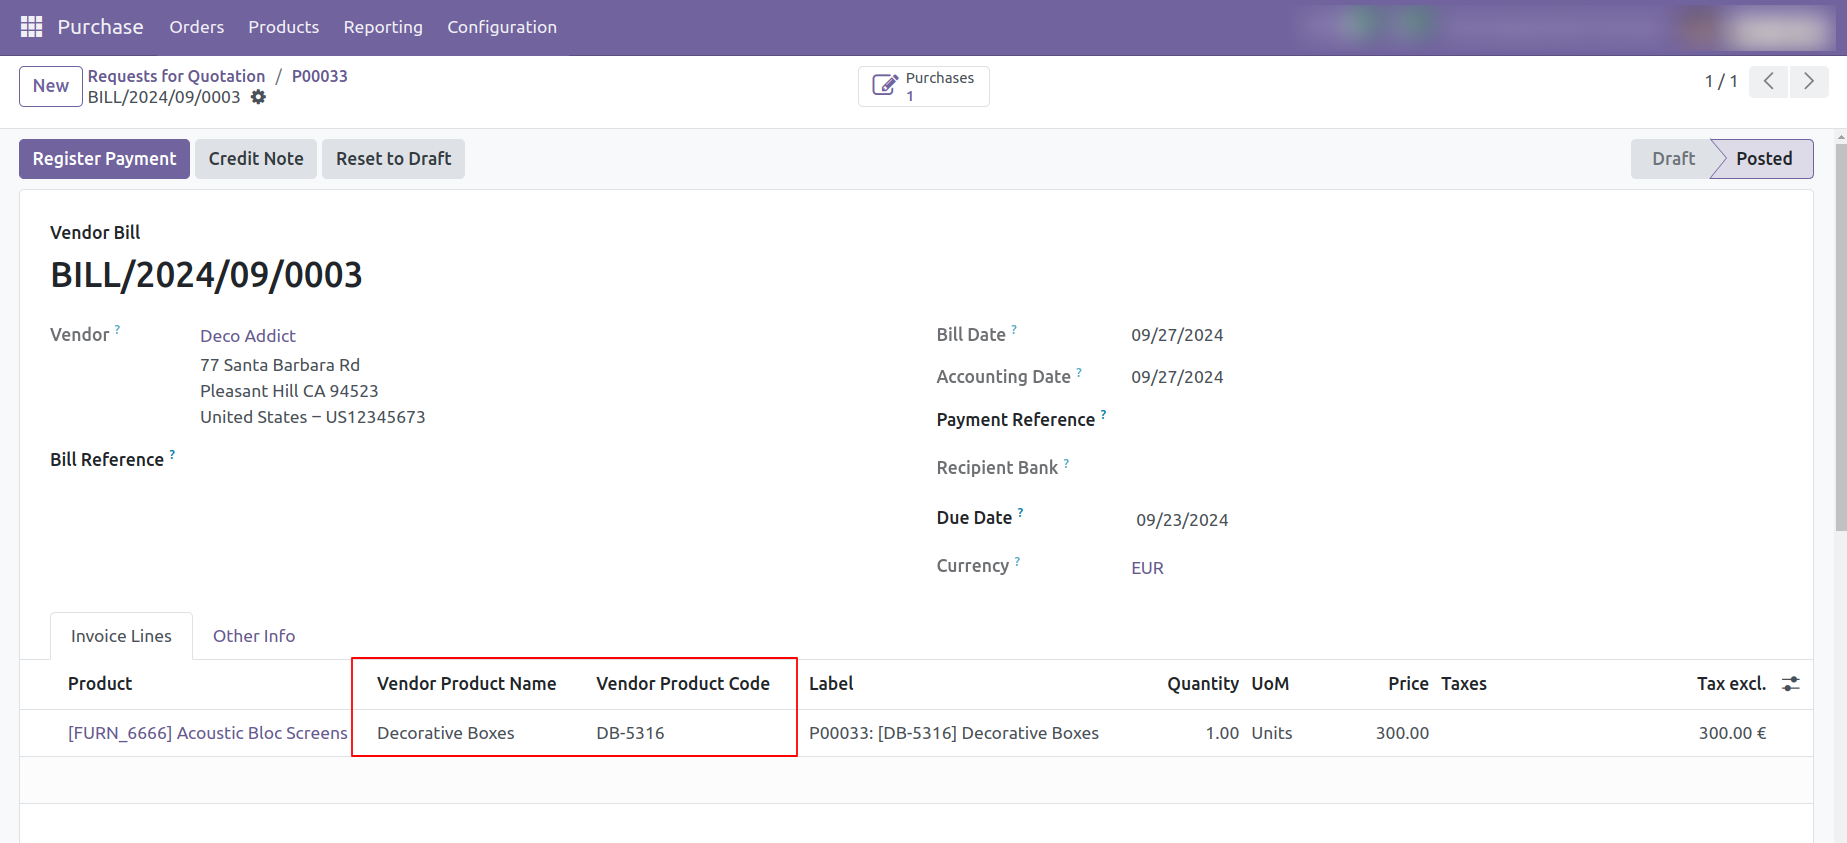 Purchase Orders Products Reporting Configuration
New
Requests for Quotation / P00033
BILL/2024/09/0003
Purchases
1
1 / 1
Register Payment Credit Note Reset to Draft
Draft Posted
Vendor Bill
BILL/2024/09/0003
Vendor ? Deco Addict
77 Santa Barbara Rd
Pleasant Hill CA 94523
United States – US12345673
Bill Reference ?
Bill Date ? 09/27/2024
Accounting Date ? 09/27/2024
Payment Reference ?
Recipient Bank ?
Due Date ? 09/23/2024
Currency ? EUR
Invoice Lines Other Info
Product Vendor Product Name Vendor Product Code Label Quantity UoM Price Taxes Tax excl.
[FURN_6666] Acoustic Bloc Screens Decorative Boxes DB-5316 P00033: [DB-5316] Decorative Boxes 1.00 Units 300.00 300.00 €